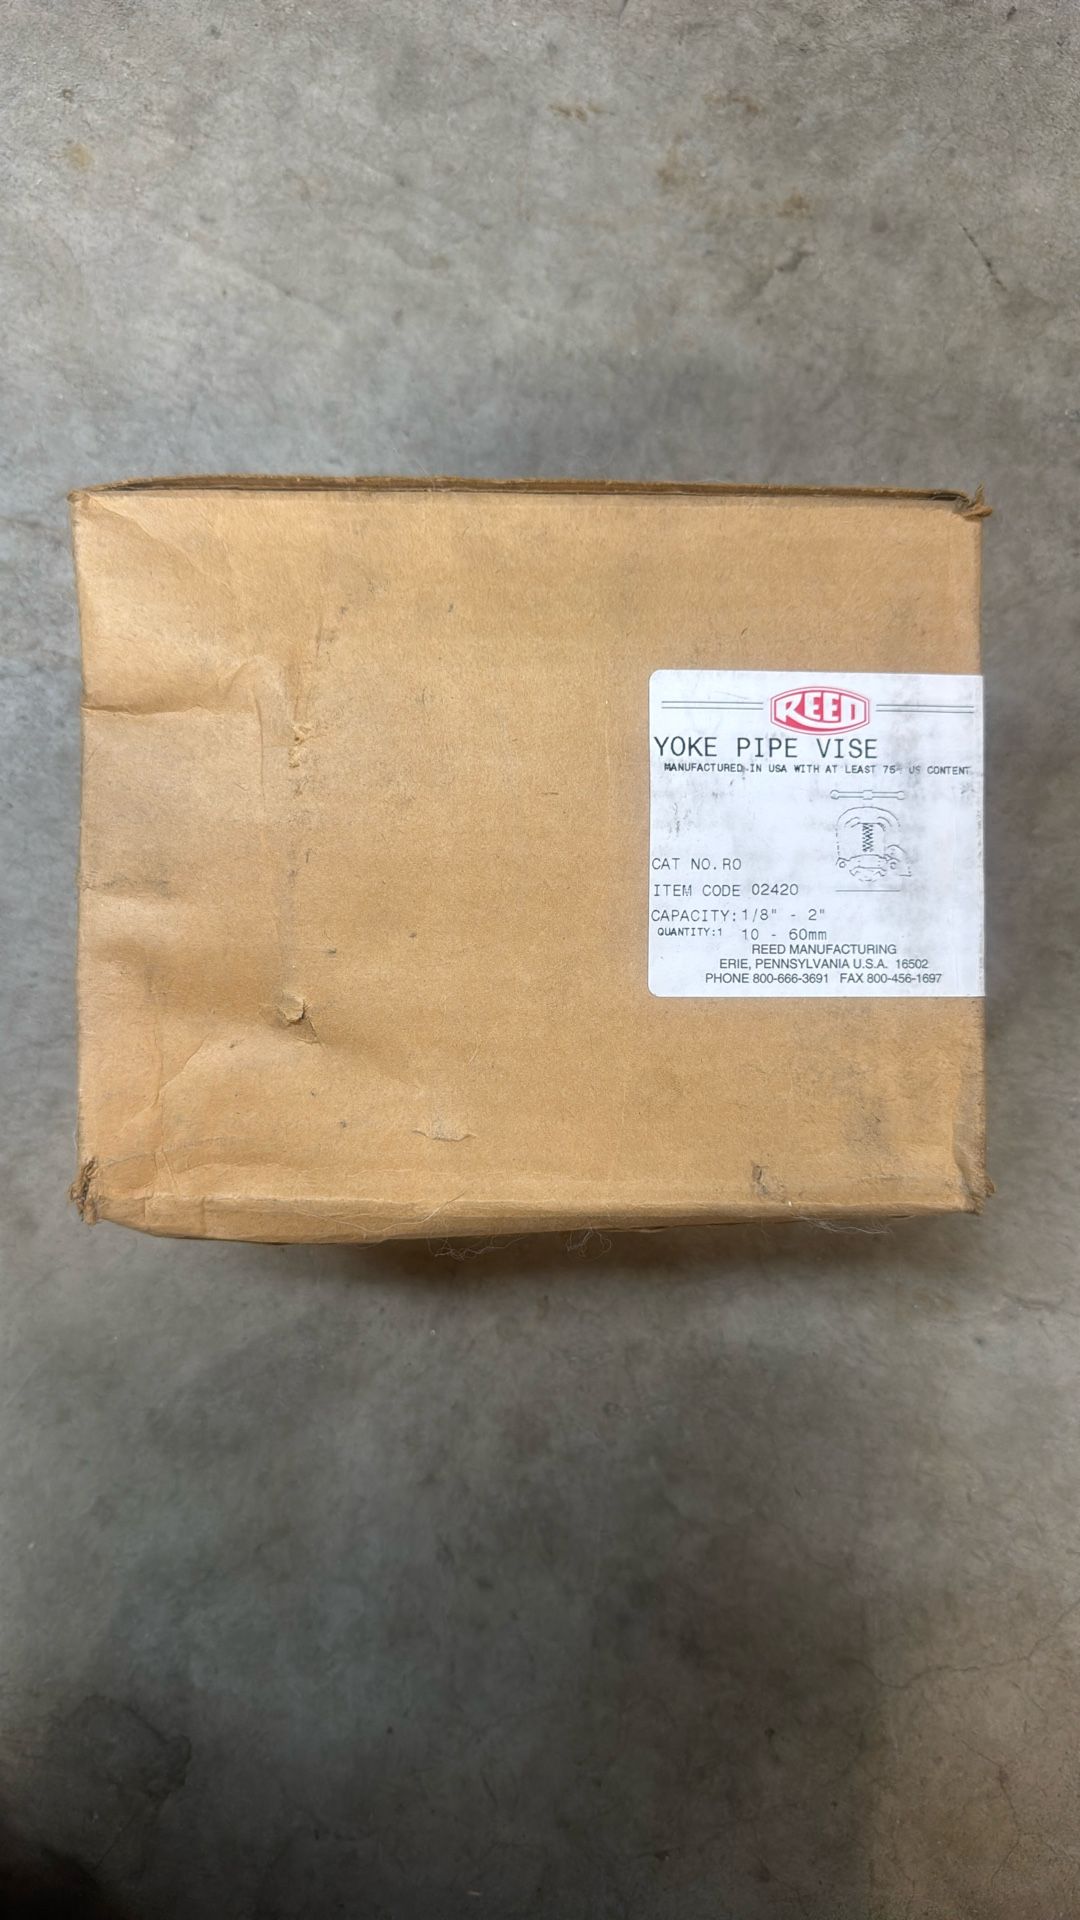 REED
YOKE PIPE VISE
MANUFACTURED IN USA WITH AT LEAST 75% US CONTENT
CAT NO. RO
ITEM CODE 02420
CAPACITY: 1/8" - 2"
QUANTITY: 1 10 - 60mm
REED MANUFACTURING
ERIE, PENNSYLVANIA U.S.A. 16502
PHONE 800-666-3691 FAX 800-456-1697